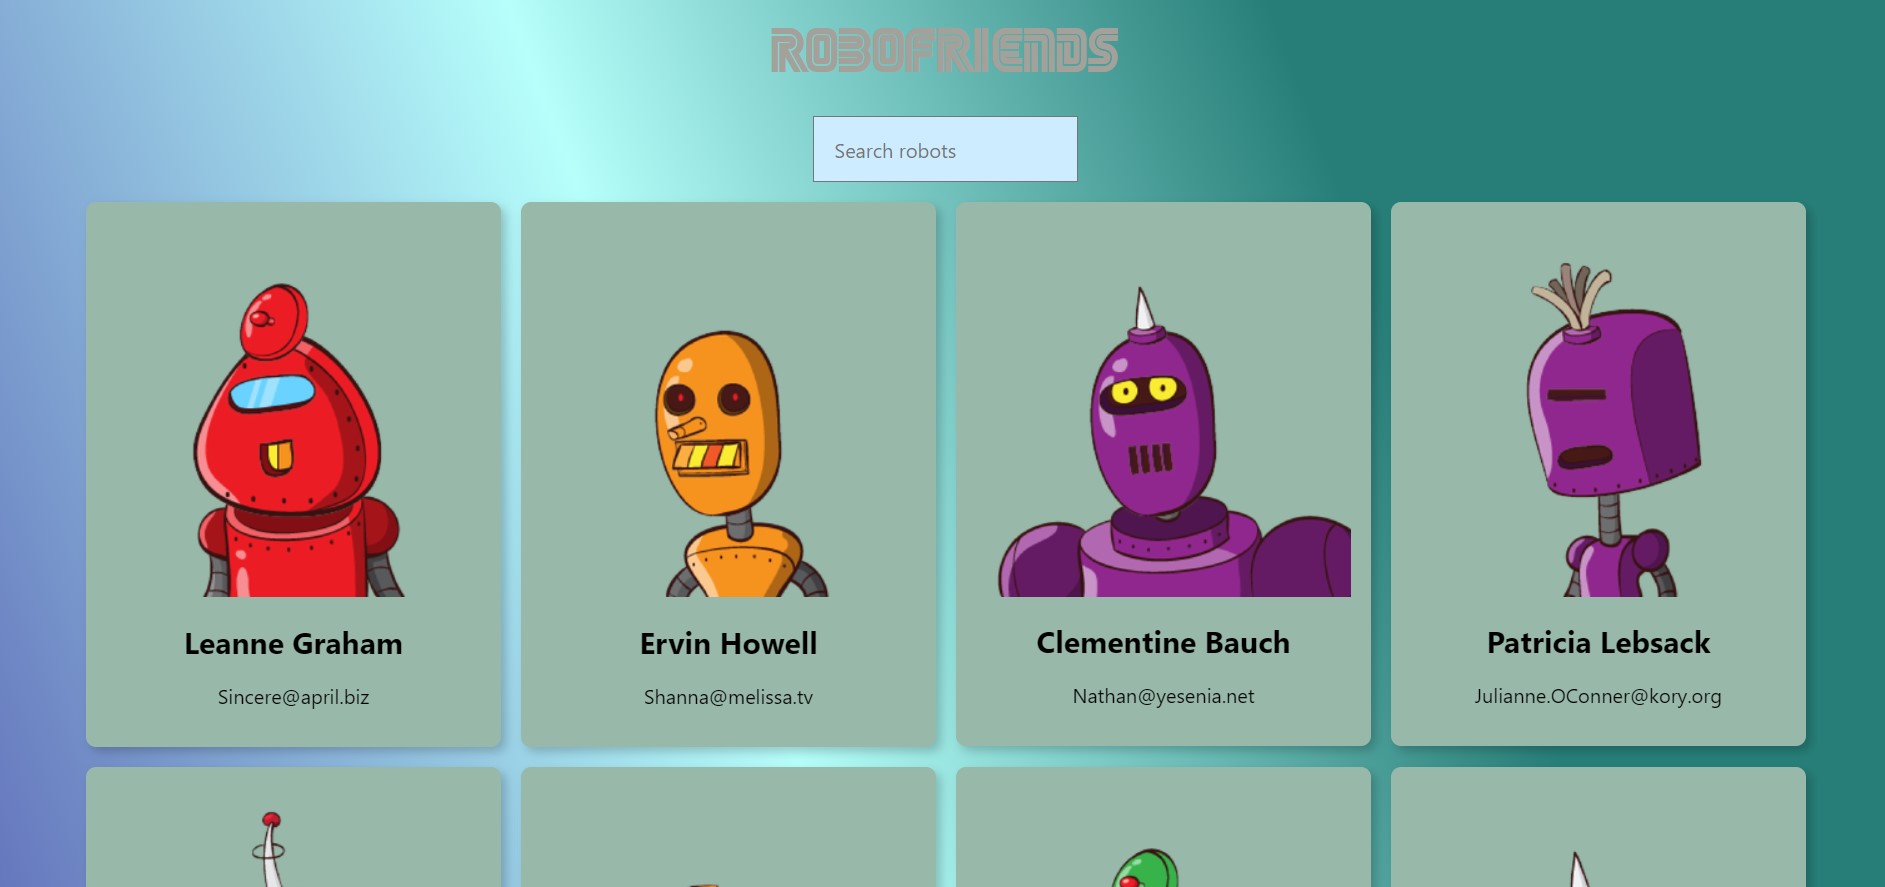 ROBOFRIENDS
Search robots
Leanne Graham
Sincere@april.biz
Ervin Howell
Shanna@melissa.tv
Clementine Bauch
Nathan@yesenia.net
Patricia Lebsack
Julianne.OConner@kory.org